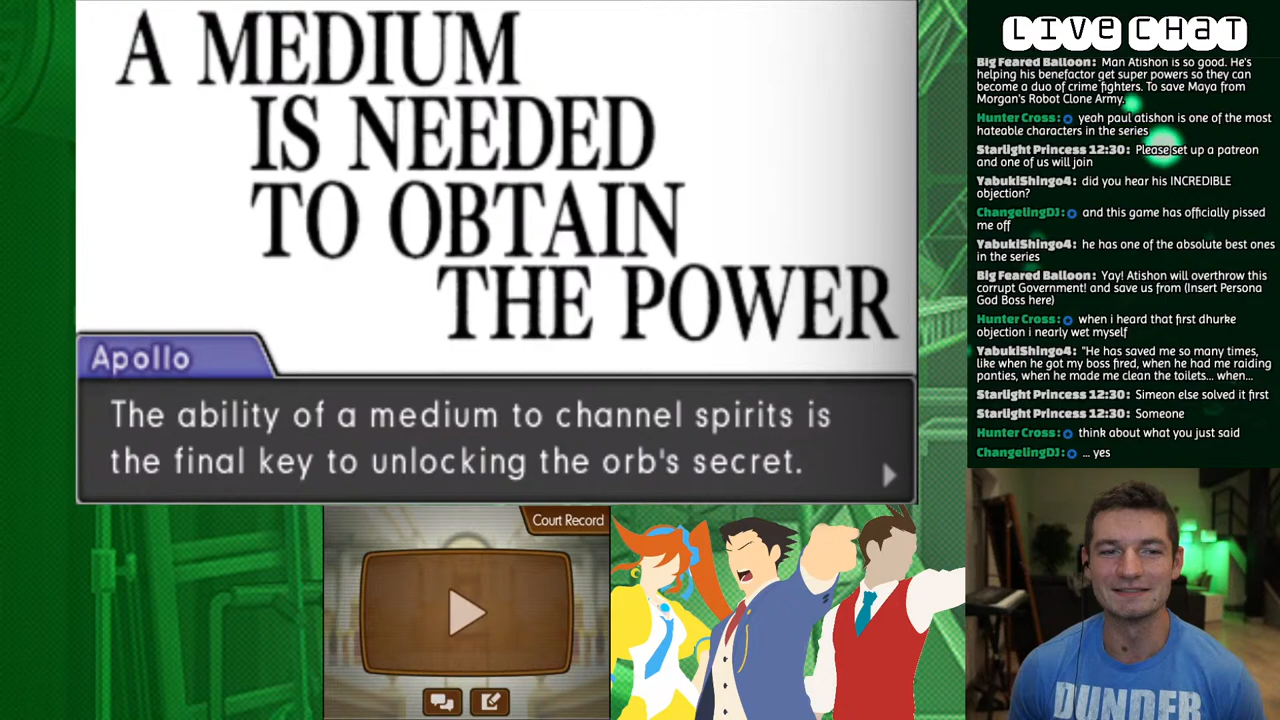 A MEDIUM
IS NEEDED
TO OBTAIN
THE POWER
Apollo
The ability of a medium to channel spirits is
the final key to unlocking the orb's secret.
Court Record
LIVE CHAT
Big Feared Balloon: Man Atishon is so good. He's
helping his benefactor get super powers so they can
become a duo of crime fighters. To save Maya from
Morgan's Robot Clone Army.
Hunter Cross: yeah paul atishon is one of the most
hateable characters in the series
Starlight Princess 12:30: Please set up a patreon
and one of us will join
YabukiShingo4: did you hear his INCREDIBLE
objection?
ChangelingDJ: and this game has officially pissed
me off
YabukiShingo4: he has one of the absolute best ones
in the series
Big Feared Balloon: Yay! Atishon will overthrow this
corrupt Government! and save us from (Insert Persona
God Boss here)
Hunter Cross: when i heard that first dhurke
objection i nearly wet myself
YabukiShingo4: "He has saved me so many times,
like when he got my boss fired, when he had me raiding
panties, when he made me clean the toilets... when...
Starlight Princess 12:30: Simeon else solved it first
Starlight Princess 12:30: Someone
Hunter Cross: think about what you just said
ChangelingDJ: ... yes
DUNDER